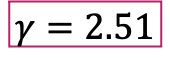 γ = 2.51